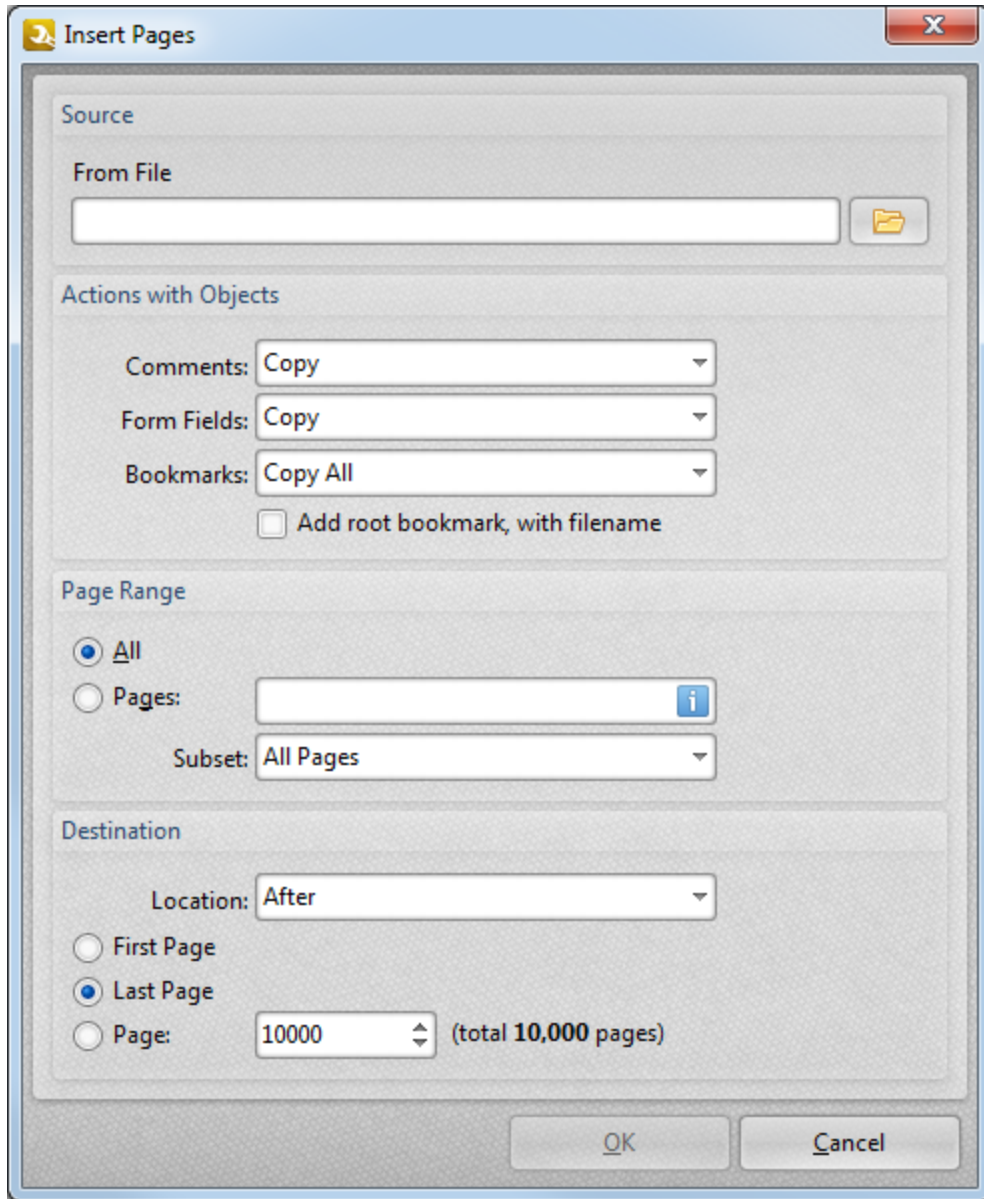 Insert Pages
Source
From File
Actions with Objects
Comments: Copy
Form Fields: Copy
Bookmarks: Copy All
Add root bookmark, with filename
Page Range
All
Pages:
Subset: All Pages
Destination
Location: After
First Page
Last Page
Page: 10000 (total 10,000 pages)
OK Cancel